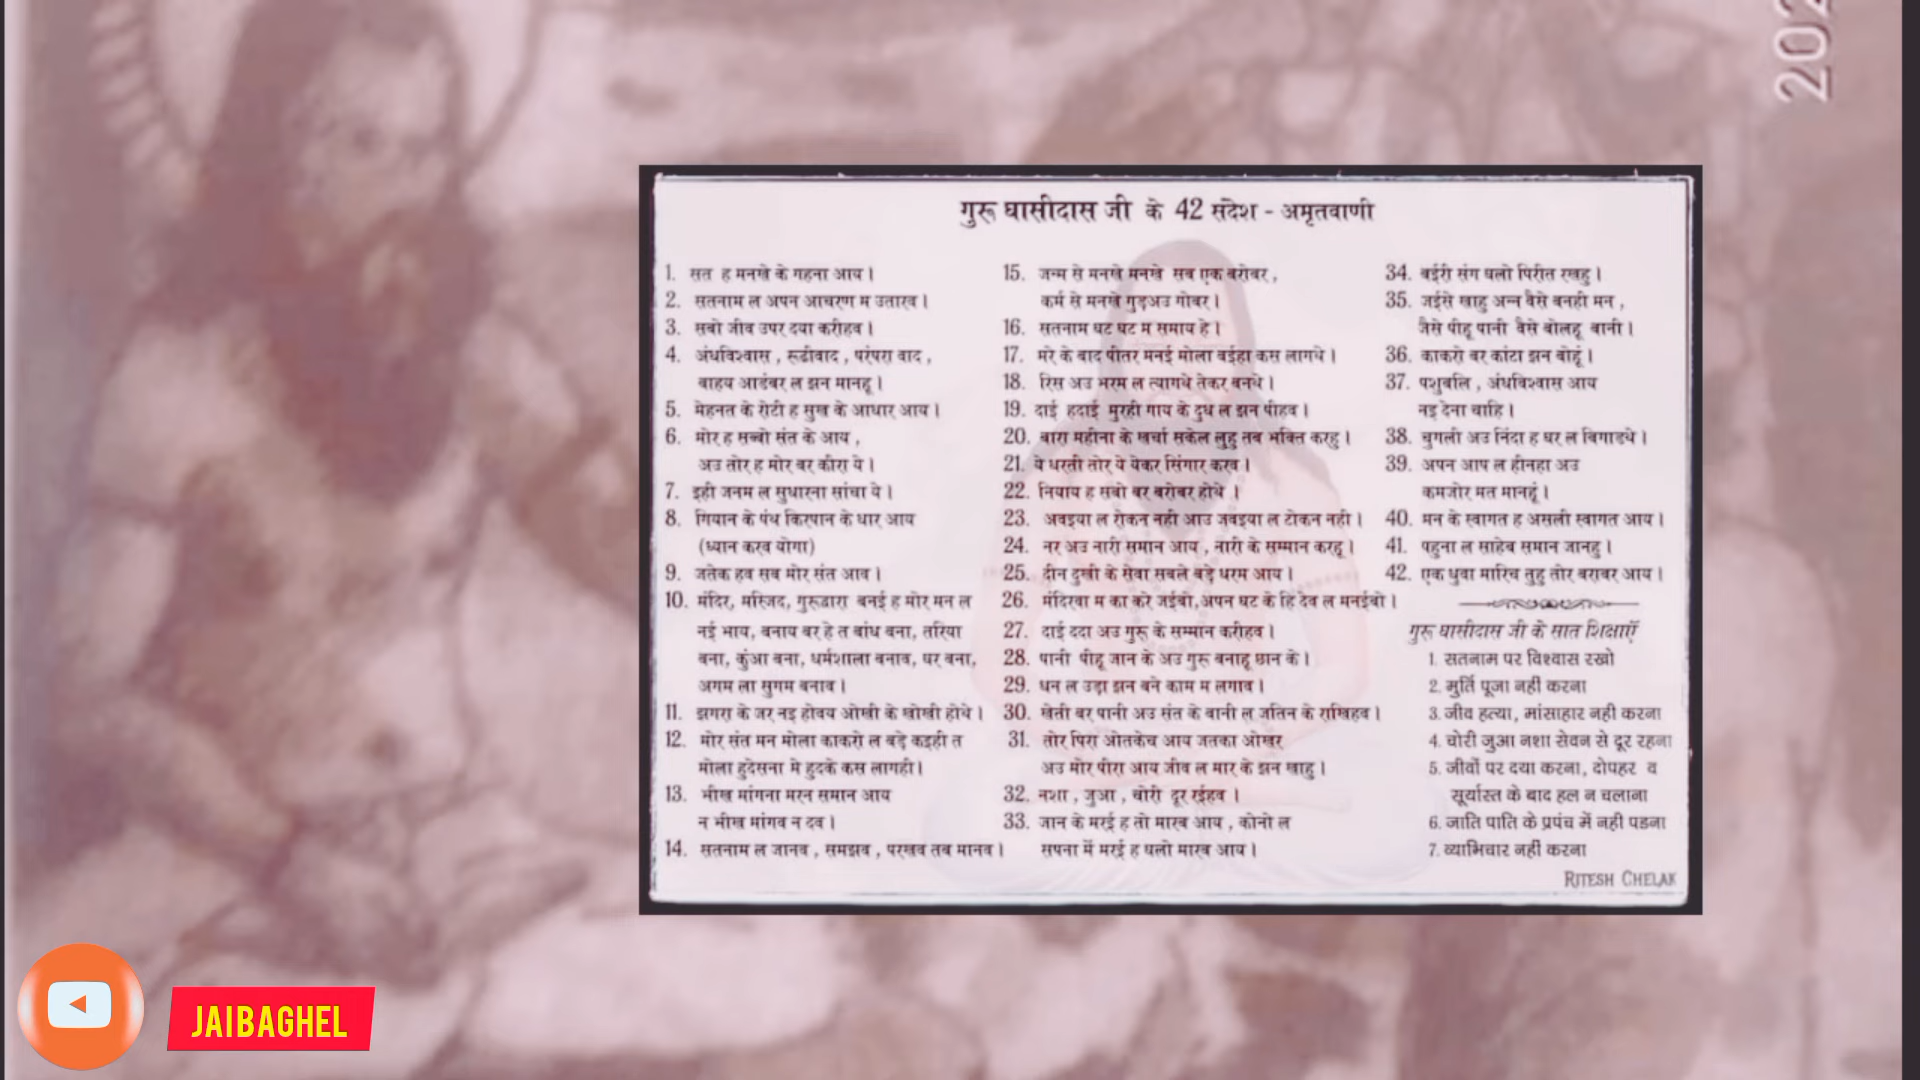 202
गुरू घासीदास जी के 42 संदेश - अमृतवाणी
1. सत ह मनखे के गहना आय।
2. सतनाम ल अपन आचरण म उतारव।
3. सबो जीव उपर दया करीहव।
4. अंधविश्वास , रूढीवाद , परंपरा वाद ,
बाहय आडंबर ल झन मानहू।
5. मेहनत के रोटी ह सुख के आधार आय।
6. मोर ह सब्बो संत के आय ,
अउ तोर ह मोर बर कीरा ये।
7. इही जनम ल सुधारना सांचा ये।
8. गियान के पंथ किरपान के धार आय
(ध्यान करव योगा)
9. जतेक हव सब मोर संत आव।
10. मंदिर, मस्जिद, गुरूद्वारा बनई ह मोर मन ल
नई भाय, बनाय बर हे त बांध बना, तरिया
बना, कुंआ बना, धर्मशाला बनाव, घर बना,
अगम ला सुगम बनाव।
11. झगरा के जर नइ होवय ओखी के खोखी होथे।
12. मोर संत मन मोला काकरो ल बड़े कइही त
मोला हुदेसना मे हुदके कस लागही।
13. भीख मांगना मरन समान आय
न भीख मांगव न दव।
14. सतनाम ल जानव , समझव , परखव तब मानव।
15. जन्म से मनखे मनखे सब एक बरोबर ,
कर्म से मनखे गुड़अउ गोबर।
16. सतनाम घट घट म समाय हे।
17. मरे के बाद पीतर मनई मोला बईहा कस लागथे।
18. रिस अउ भरम ल त्यागथे तेकर बनथे।
19. दाई हदाई मुरही गाय के दुध ल झन पीहव।
20. बारा महीना के खर्चा सकेल लुहु तब भक्ति करहु।
21. ये धरती तोर ये येकर सिंगार करव।
22. नियाय ह सबो बर बरोबर होथे ।
23. अवइया ल रोकन नही आउ जवइया ल टोकन नही।
24. नर अउ नारी समान आय , नारी के सम्मान करहू।
25. दीन दुखी के सेवा सबले बड़े धरम आय।
26. मंदिरवा म का करे जईबो,अपन घट के हि देव ल मनईबो।
27. दाई ददा अउ गुरू के सम्मान करीहव।
28. पानी पीहू जान के अउ गुरू बनाहू छान के।
29. धन ल उड़ा झन बने काम म लगाव।
30. खेती बर पानी अउ संत के बानी ल जतिन के राखिहव।
31. तोर पिरा ओतकेच आय जतका ओखर
अउ मोर पीरा आय जीव ल मार के झन खाहु।
32. नशा , जुआ , चोरी दूर रईहव ।
33. जान के मरई ह तो मारब आय , कोनो ल
सपना में मरई ह घलो मारब आय।
34. बईरी संग घलो पिरीत रखहु।
35. जईसे खाहु अन्न वैसे बनही मन ,
जैसे पीहू पानी वैसे बोलहू बानी।
36. काकरो बर कांटा झन बोहूं।
37. पशुबलि , अंधविश्वास आय
नइ देना चाहि।
38. चुगली अउ निंदा ह घर ल बिगाडथे।
39. अपन आप ल हीनहा अउ
कमजोर मत मानहूं।
40. मन के स्वागत ह असली स्वागत आय।
41. पहुना ल साहेब समान जानहु।
42. एक धुवा मारिच तुहु तोर बराबर आय।
गुरू घासीदास जी के सात शिक्षाऐं
1. सतनाम पर विश्वास रखो
2. मुर्ति पूजा नहीं करना
3. जीव हत्या, मांसाहार नही करना
4. चोरी जुआ नशा सेवन से दूर रहना
5. जीवों पर दया करना, दोपहर व
सूर्यास्त के बाद हल न चलाना
6. जाति पाति के प्रपंच में नही पडना
7. व्याभिचार नहीं करना
RITESH CHELAK
JAIBAGHEL